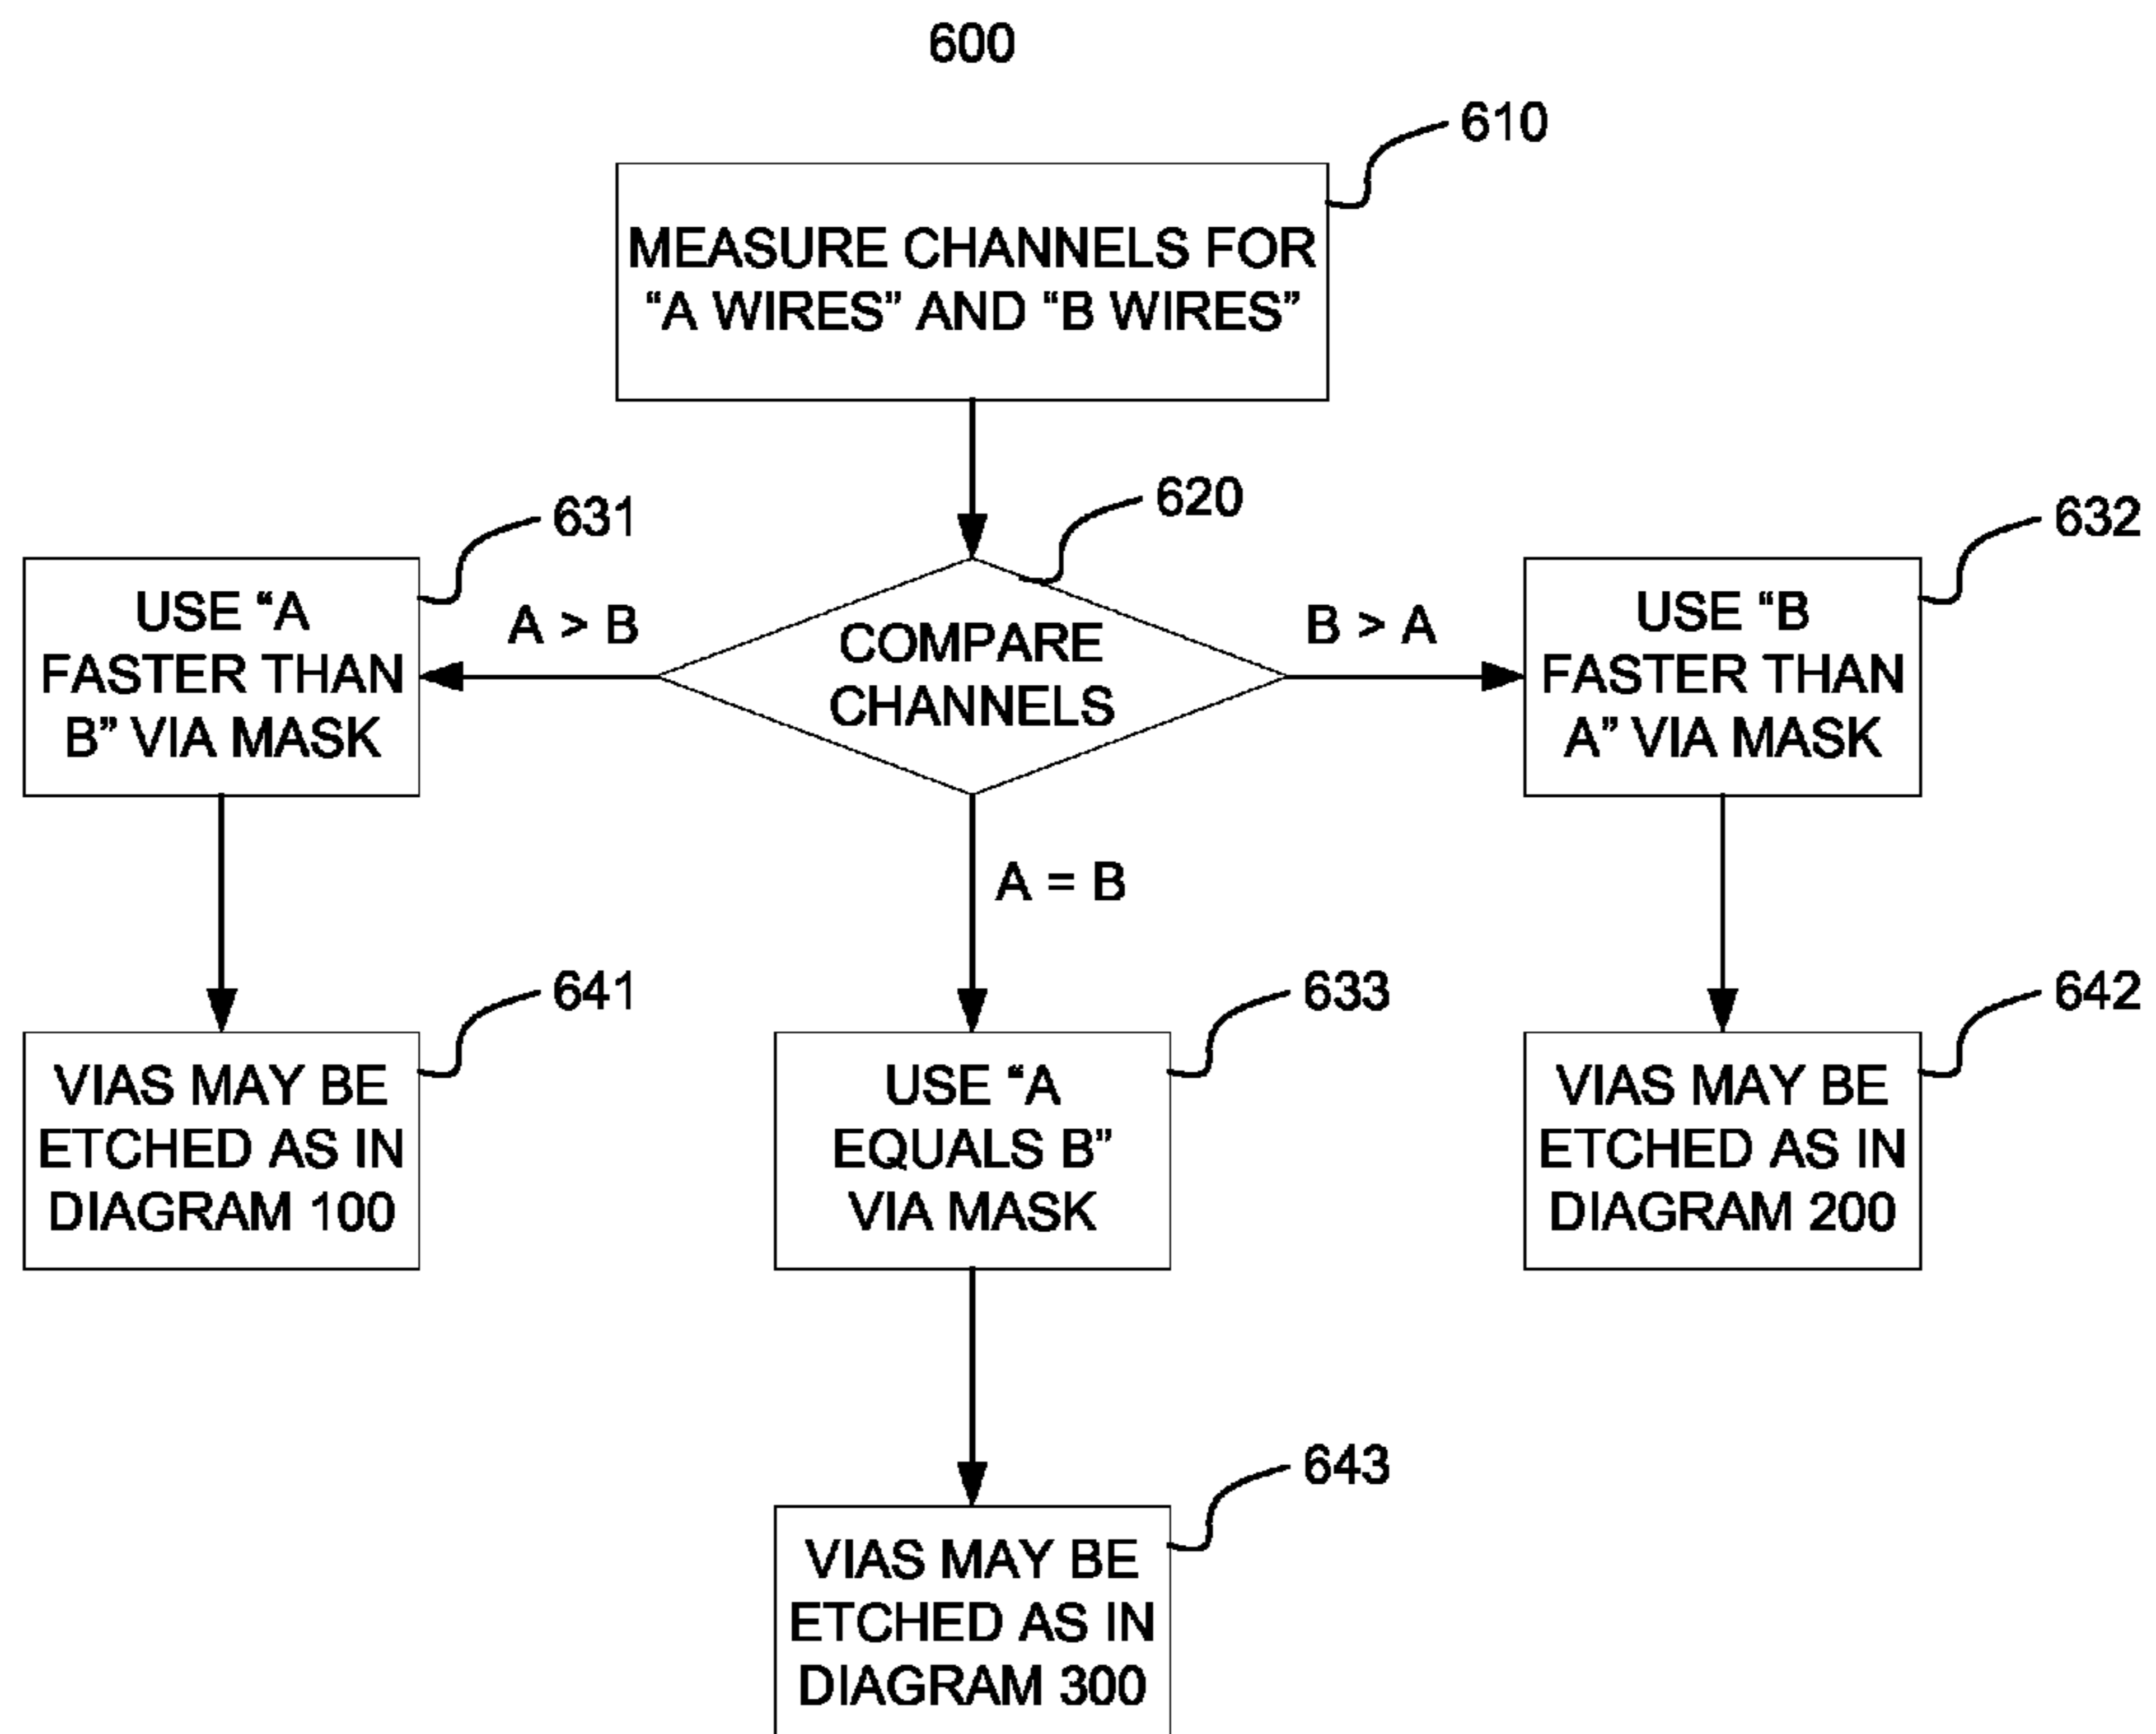 600
610
MEASURE CHANNELS FOR
“A WIRES” AND “B WIRES”
620
631
632
USE “A
FASTER THAN
B” VIA MASK
A > B
COMPARE
CHANNELS
B > A
USE “B
FASTER THAN
A” VIA MASK
A = B
641
633
642
VIAS MAY BE
ETCHED AS IN
DIAGRAM 100
USE “A
EQUALS B”
VIA MASK
VIAS MAY BE
ETCHED AS IN
DIAGRAM 200
643
VIAS MAY BE
ETCHED AS IN
DIAGRAM 300